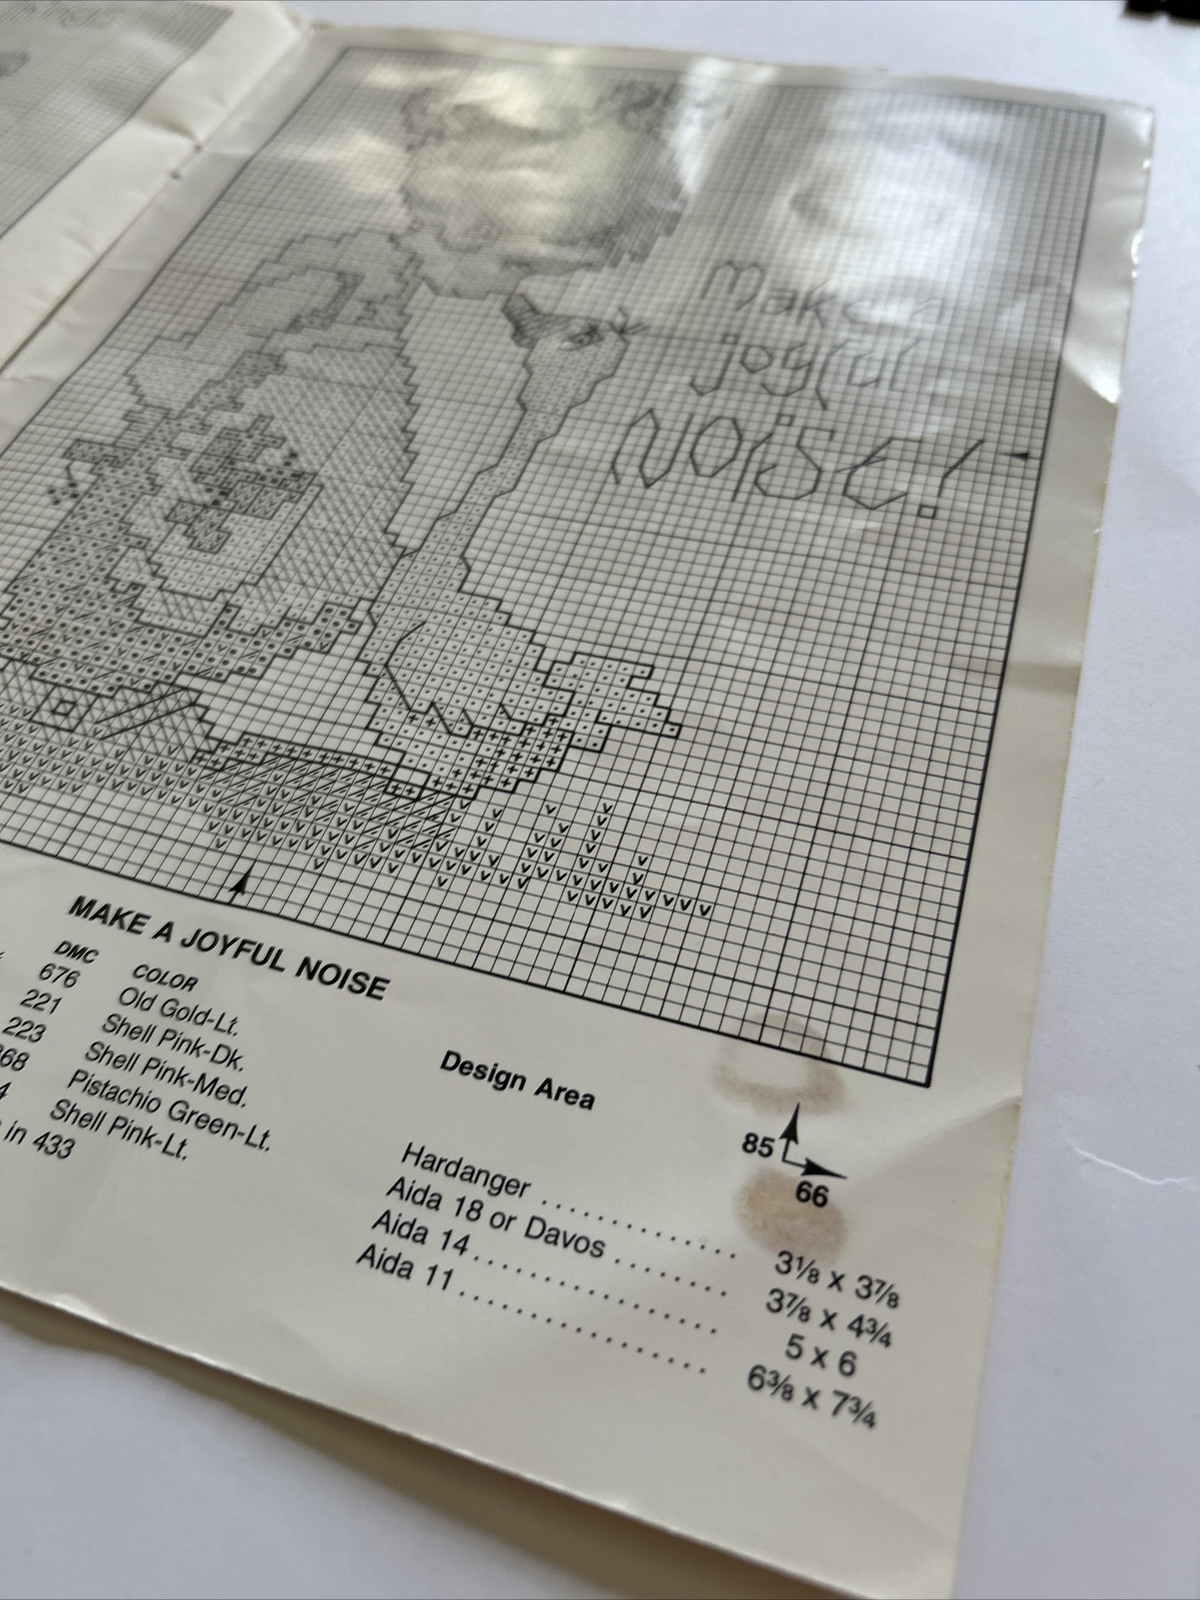 Make a
joyful
NOISE!
MAKE A JOYFUL NOISE
DMC COLOR
676 Old Gold-Lt.
221 Shell Pink-Dk.
223 Shell Pink-Med.
Pistachio Green-Lt.
Shell Pink-Lt.
in 433
Design Area
85
66
Hardanger .............. 3⅛ x 3⅞
Aida 18 or Davos ........ 3⅞ x 4¾
Aida 14 ................. 5 x 6
Aida 11 ................. 6⅜ x 7¾